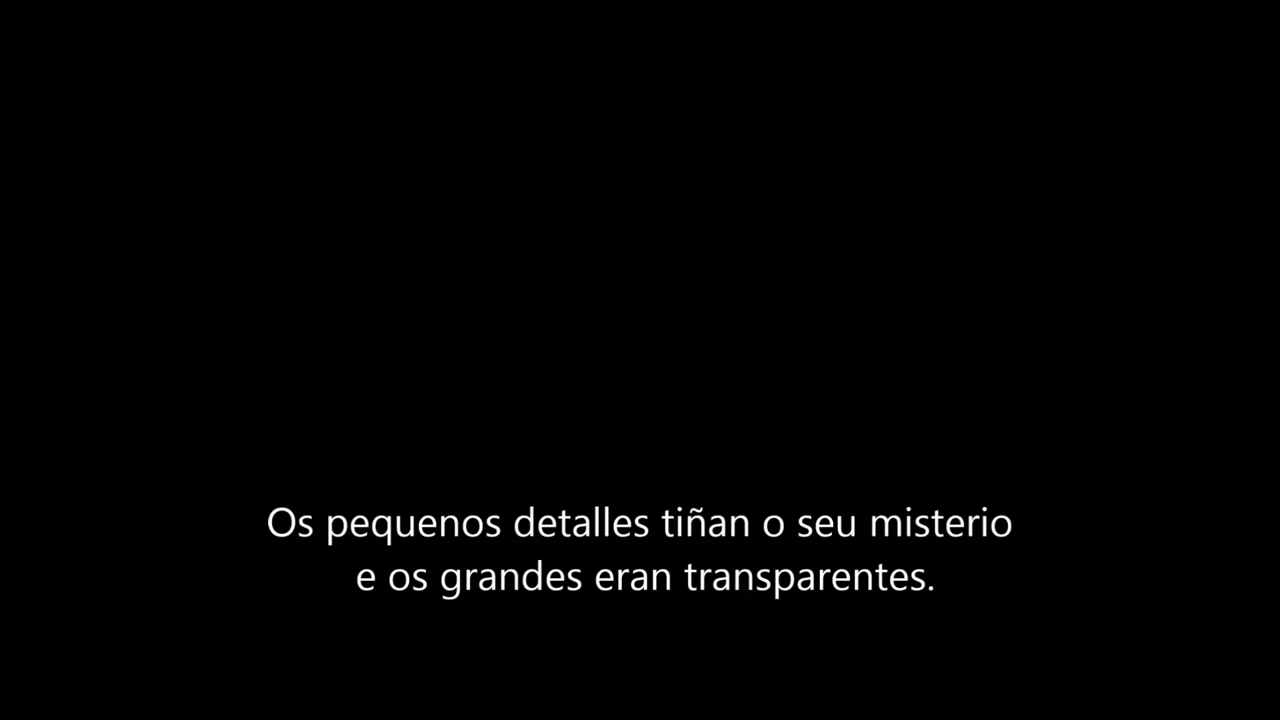 Os pequenos detalles tiñan o seu misterio
e os grandes eran transparentes.